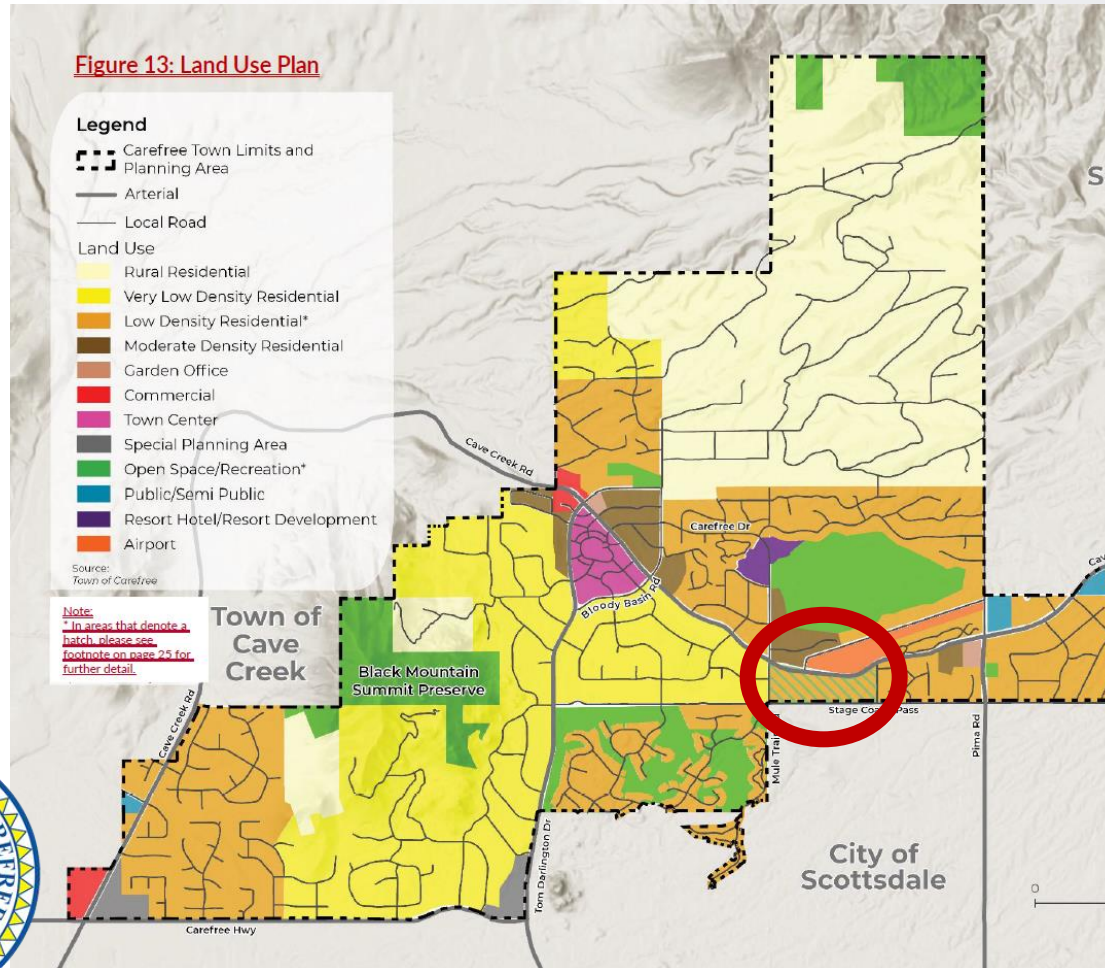 Figure 13: Land Use Plan
Legend
Carefree Town Limits and
Planning Area
Arterial
Local Road
Land Use
Rural Residential
Very Low Density Residential
Low Density Residential*
Moderate Density Residential
Garden Office
Commercial
Town Center
Special Planning Area
Open Space/Recreation*
Public/Semi Public
Resort Hotel/Resort Development
Airport
Source:
Town of Carefree
Note:
* In areas that denote a
hatch, please see
footnote on page 25 for
further detail.
S
Cave Creek Rd
Carefree Dr
Bloody Basin Rd
Town of
Cave
Creek
Black Mountain
Summit Preserve
Cave Creek Rd
Stage Coach Pass
Pima Rd
Tom Darlington Dr
City of
Scottsdale
0
Carefree Hwy